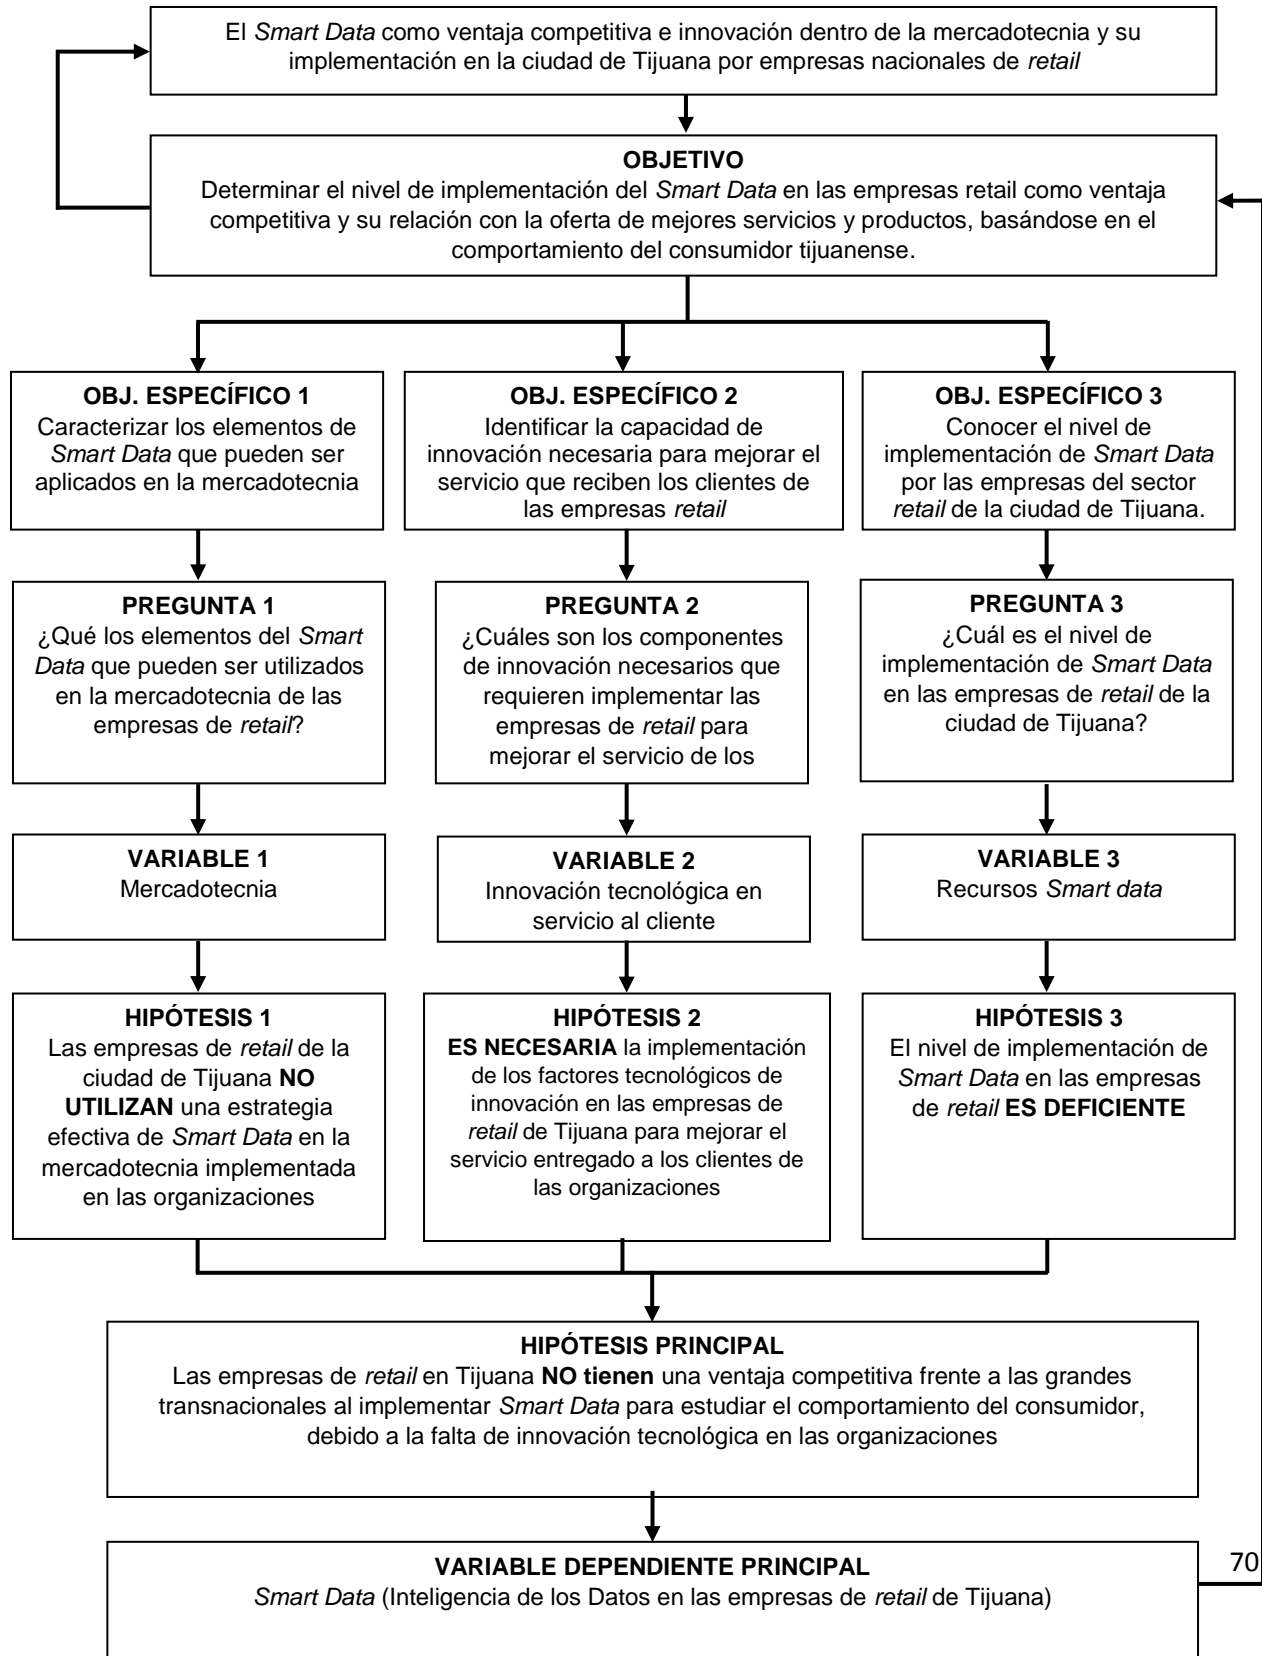 El Smart Data como ventaja competitiva e innovación dentro de la mercadotecnia y su
implementación en la ciudad de Tijuana por empresas nacionales de retail
OBJETIVO
Determinar el nivel de implementación del Smart Data en las empresas retail como ventaja
competitiva y su relación con la oferta de mejores servicios y productos, basándose en el
comportamiento del consumidor tijuanense.
OBJ. ESPECÍFICO 1
Caracterizar los elementos de
Smart Data que pueden ser
aplicados en la mercadotecnia
OBJ. ESPECÍFICO 2
Identificar la capacidad de
innovación necesaria para mejorar el
servicio que reciben los clientes de
las empresas retail
OBJ. ESPECÍFICO 3
Conocer el nivel de
implementación de Smart Data
por las empresas del sector
retail de la ciudad de Tijuana.
PREGUNTA 1
¿Qué los elementos del Smart
Data que pueden ser utilizados
en la mercadotecnia de las
empresas de retail?
PREGUNTA 2
¿Cuáles son los componentes
de innovación necesarios que
requieren implementar las
empresas de retail para
mejorar el servicio de los
PREGUNTA 3
¿Cuál es el nivel de
implementación de Smart Data
en las empresas de retail de la
ciudad de Tijuana?
VARIABLE 1
Mercadotecnia
VARIABLE 2
Innovación tecnológica en
servicio al cliente
VARIABLE 3
Recursos Smart data
HIPÓTESIS 1
Las empresas de retail de la
ciudad de Tijuana NO
UTILIZAN una estrategia
efectiva de Smart Data en la
mercadotecnia implementada
en las organizaciones
HIPÓTESIS 2
ES NECESARIA la implementación
de los factores tecnológicos de
innovación en las empresas de
retail de Tijuana para mejorar el
servicio entregado a los clientes de
las organizaciones
HIPÓTESIS 3
El nivel de implementación de
Smart Data en las empresas
de retail ES DEFICIENTE
HIPÓTESIS PRINCIPAL
Las empresas de retail en Tijuana NO tienen una ventaja competitiva frente a las grandes
transnacionales al implementar Smart Data para estudiar el comportamiento del consumidor,
debido a la falta de innovación tecnológica en las organizaciones
VARIABLE DEPENDIENTE PRINCIPAL
Smart Data (Inteligencia de los Datos en las empresas de retail de Tijuana)
70